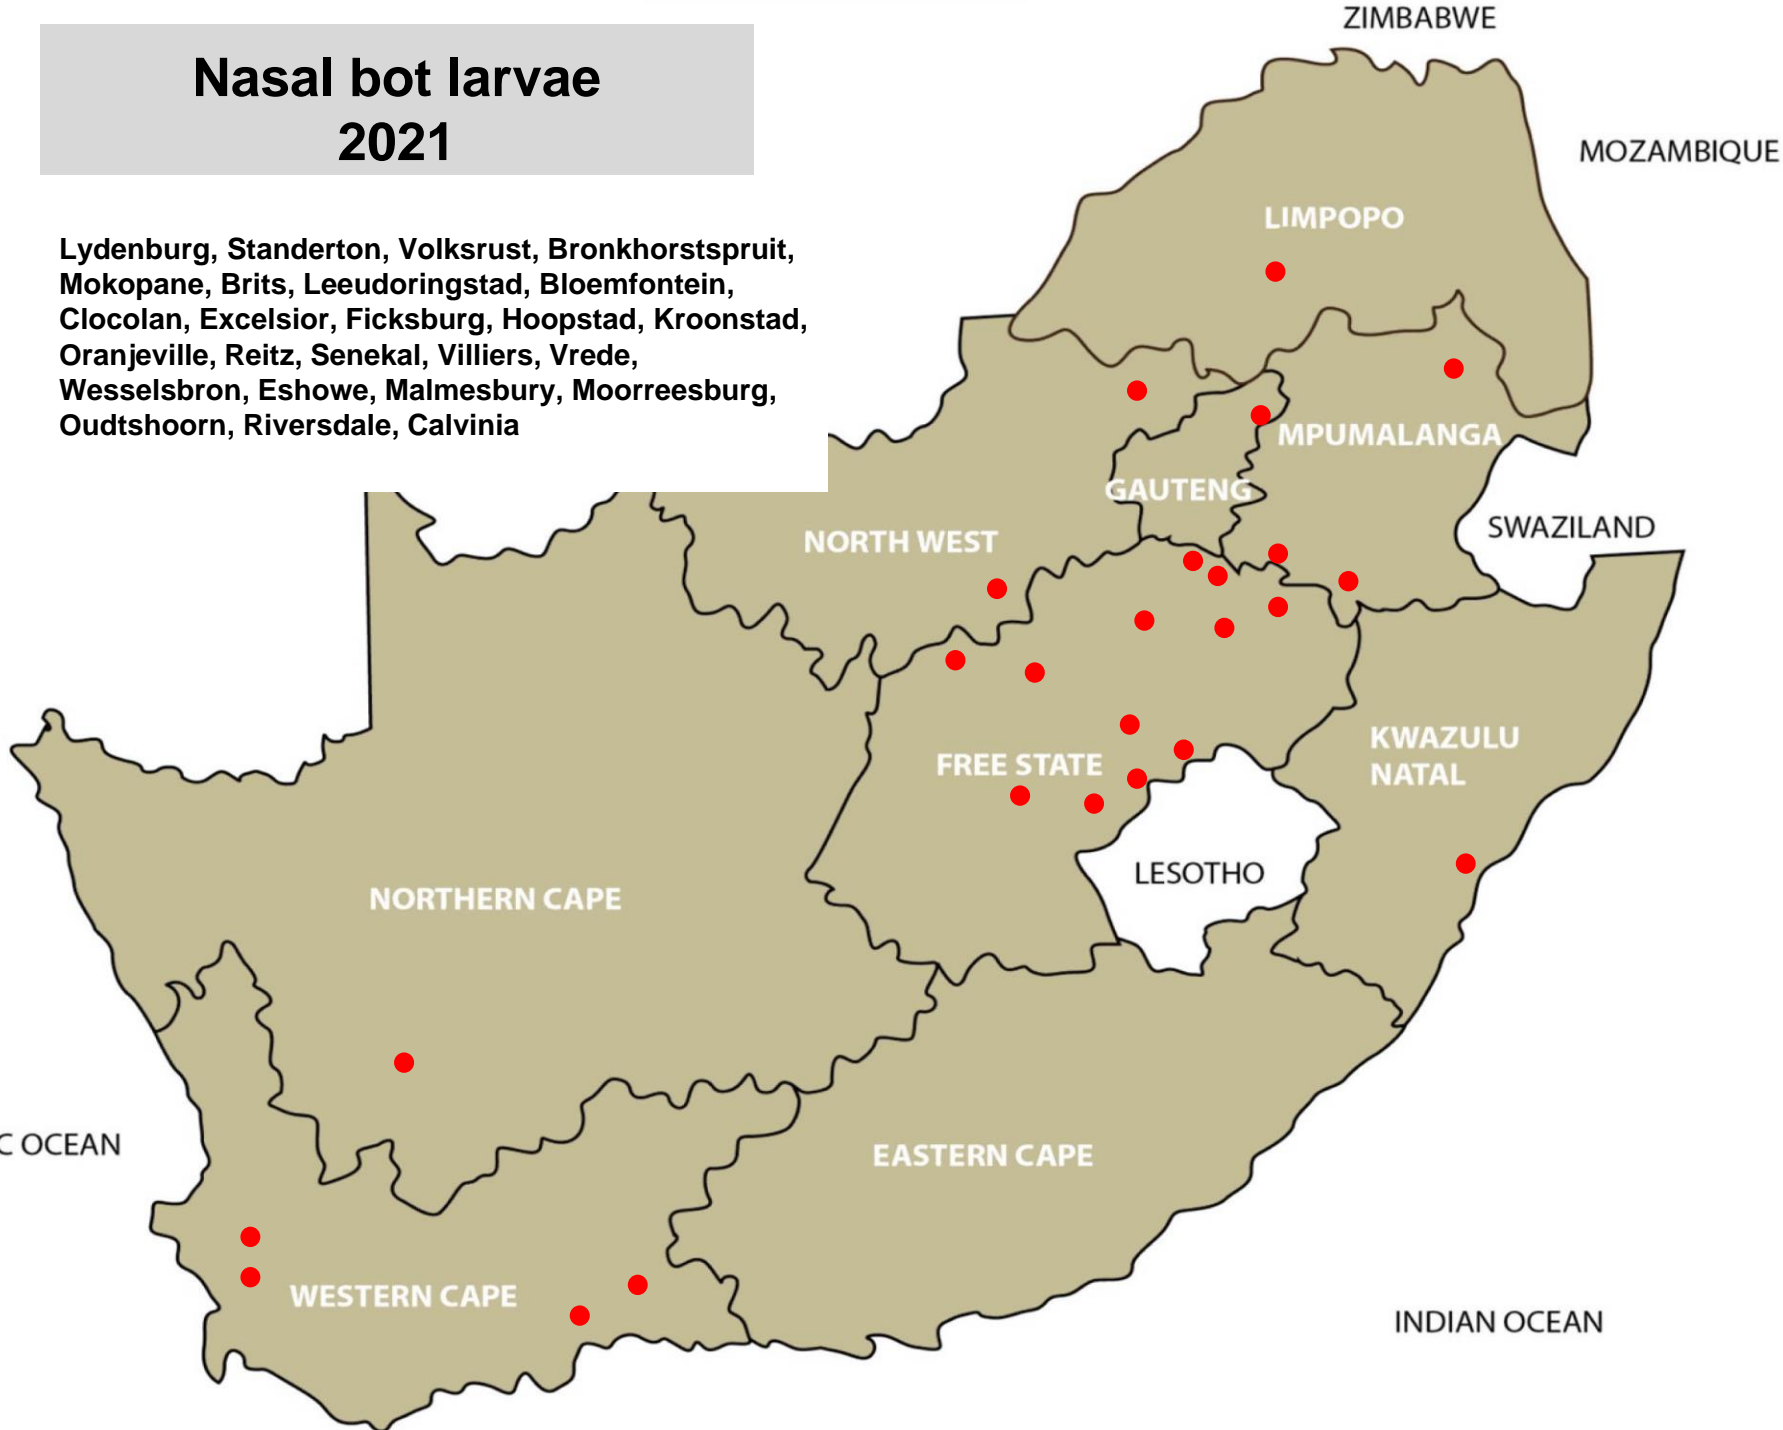 Nasal bot larvae
2021
Lydenburg, Standerton, Volksrust, Bronkhorstspruit,
Mokopane, Brits, Leeudoringstad, Bloemfontein,
Clocolan, Excelsior, Ficksburg, Hoopstad, Kroonstad,
Oranjeville, Reitz, Senekal, Villiers, Vrede,
Wesselsbron, Eshowe, Malmesbury, Moorreesburg,
Oudtshoorn, Riversdale, Calvinia
ZIMBABWE
MOZAMBIQUE
LIMPOPO
MPUMALANGA
GAUTENG
SWAZILAND
NORTH WEST
KWAZULU
NATAL
FREE STATE
LESOTHO
NORTHERN CAPE
C OCEAN
EASTERN CAPE
WESTERN CAPE
INDIAN OCEAN